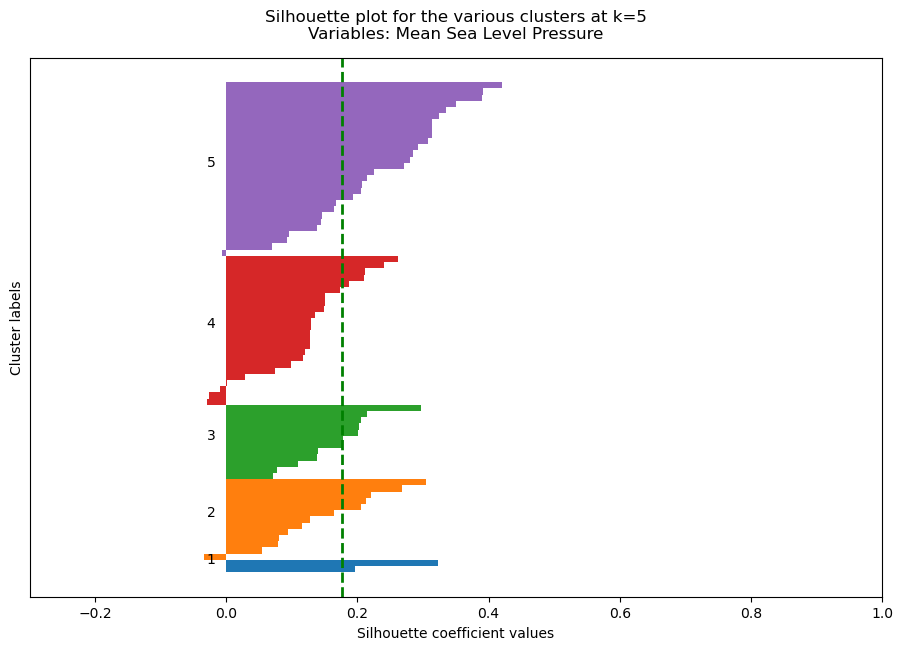 Silhouette plot for the various clusters at k=5
Variables: Mean Sea Level Pressure
Cluster labels
5
4
3
2
1
−0.2 0.0 0.2 0.4 0.6 0.8 1.0
Silhouette coefficient values